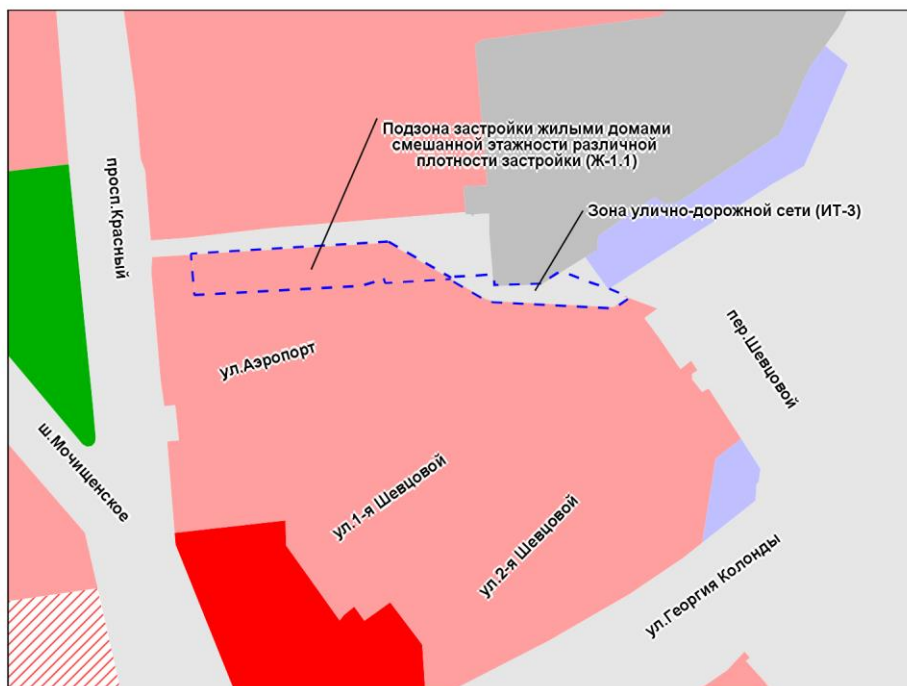 Подзона застройки жилыми домами
смешанной этажности различной
плотности застройки (Ж-1.1)
Зона улично-дорожной сети (ИТ-3)
просп.Красный
ул.Аэропорт
пер.Шевцовой
ш.Мочищенское
ул.1-я Шевцовой
ул.2-я Шевцовой
ул.Георгия Колонды